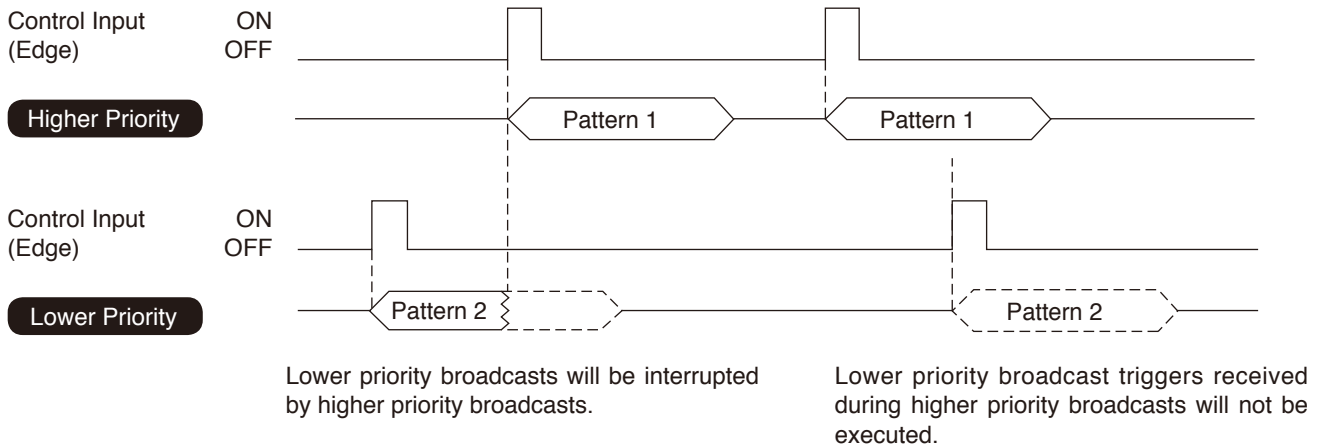 Control Input ON
(Edge) OFF
Higher Priority
Pattern 1
Pattern 1
Control Input ON
(Edge) OFF
Lower Priority
Pattern 2
Pattern 2
Lower priority broadcasts will be interrupted
by higher priority broadcasts.
Lower priority broadcast triggers received
during higher priority broadcasts will not be
executed.